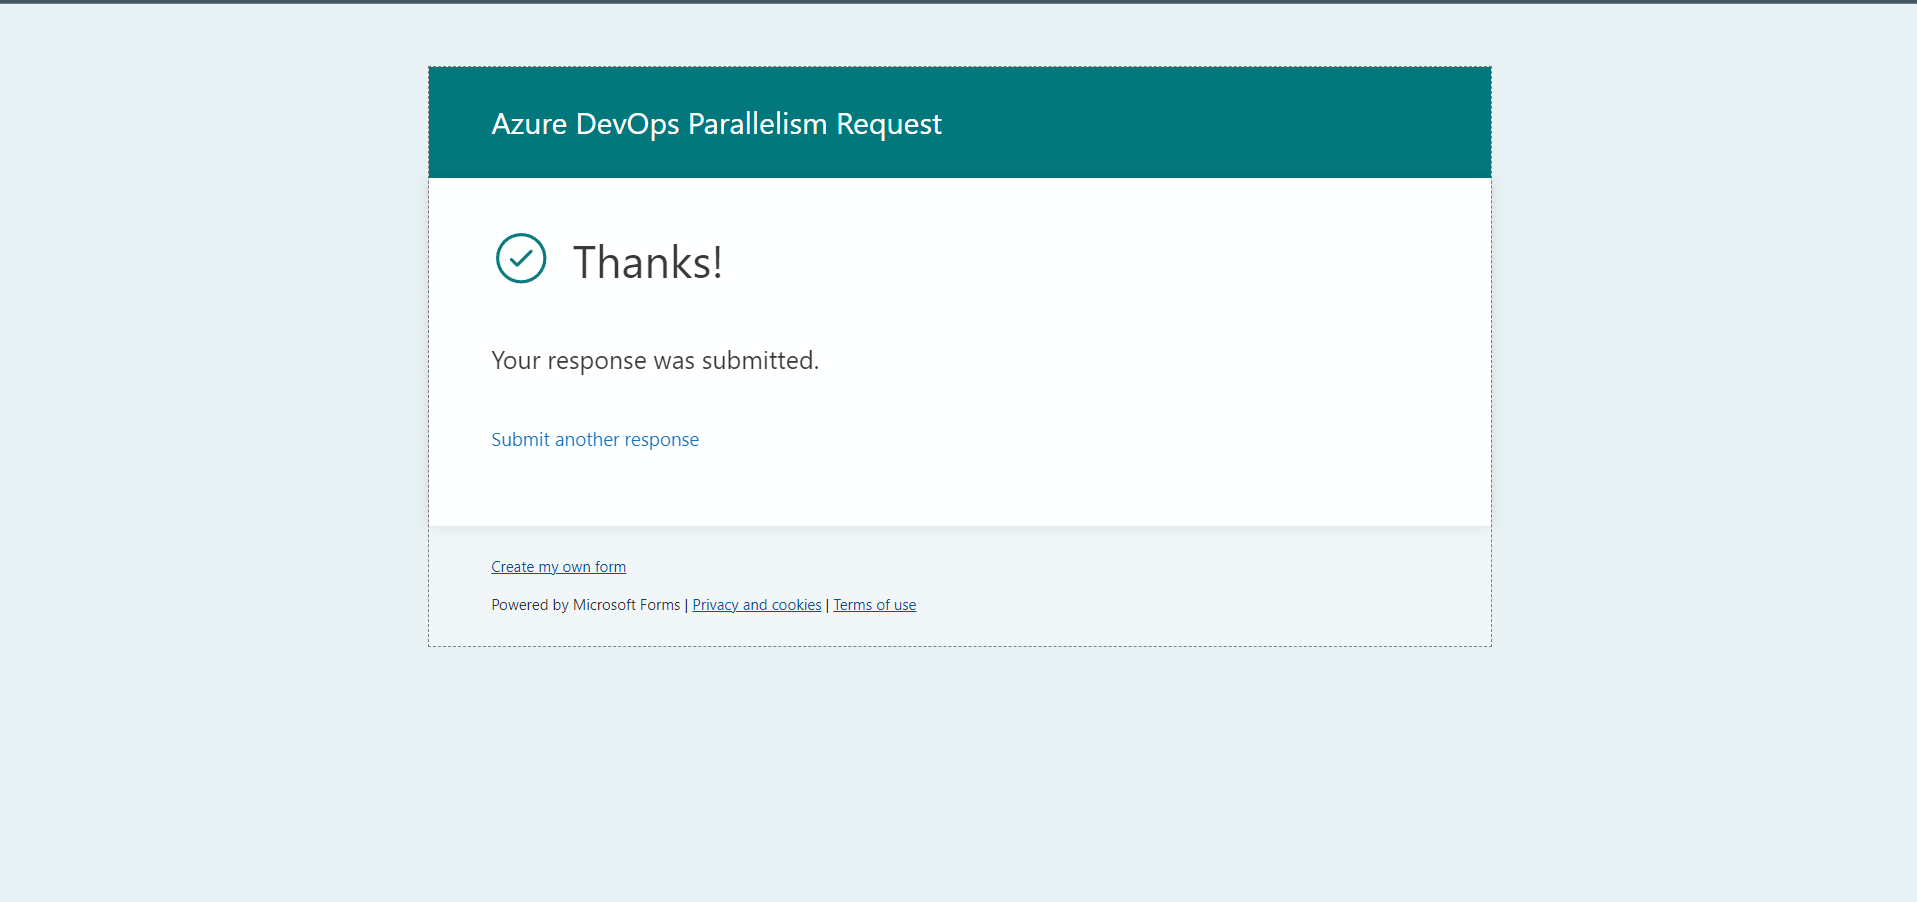 Azure DevOps Parallelism Request
Thanks!
Your response was submitted.
Submit another response
Create my own form
Powered by Microsoft Forms | Privacy and cookies | Terms of use